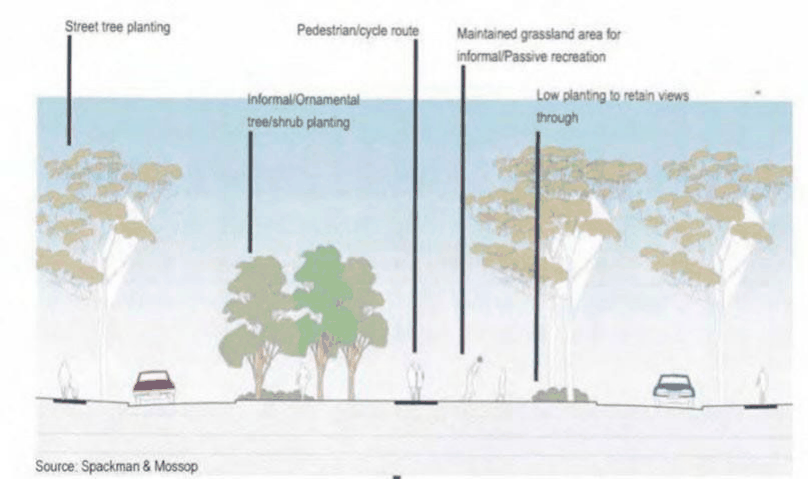 Street tree planting
Pedestrian/cycle route
Maintained grassland area for
informal/Passive recreation
Informal/Ornamental
tree/shrub planting
Low planting to retain views
through
Source: Spackman & Mossop